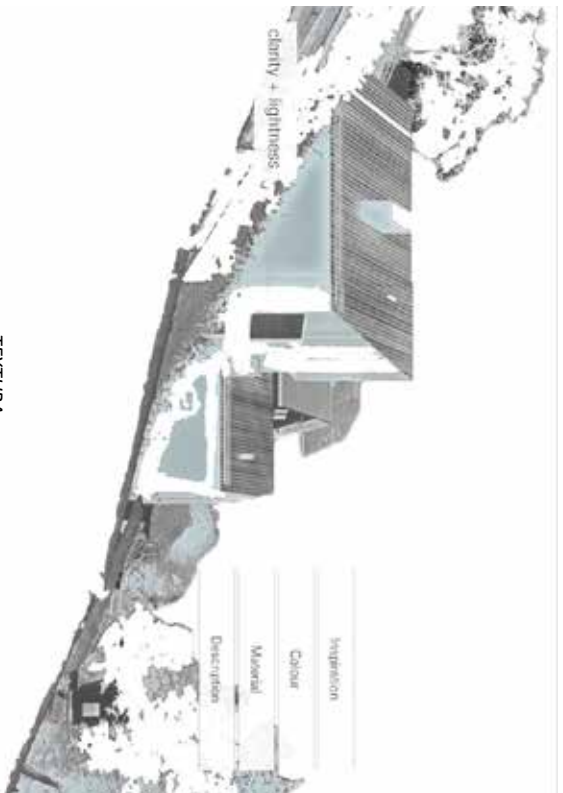 clarity + lightness
Inspiration
Colour
Material
Description